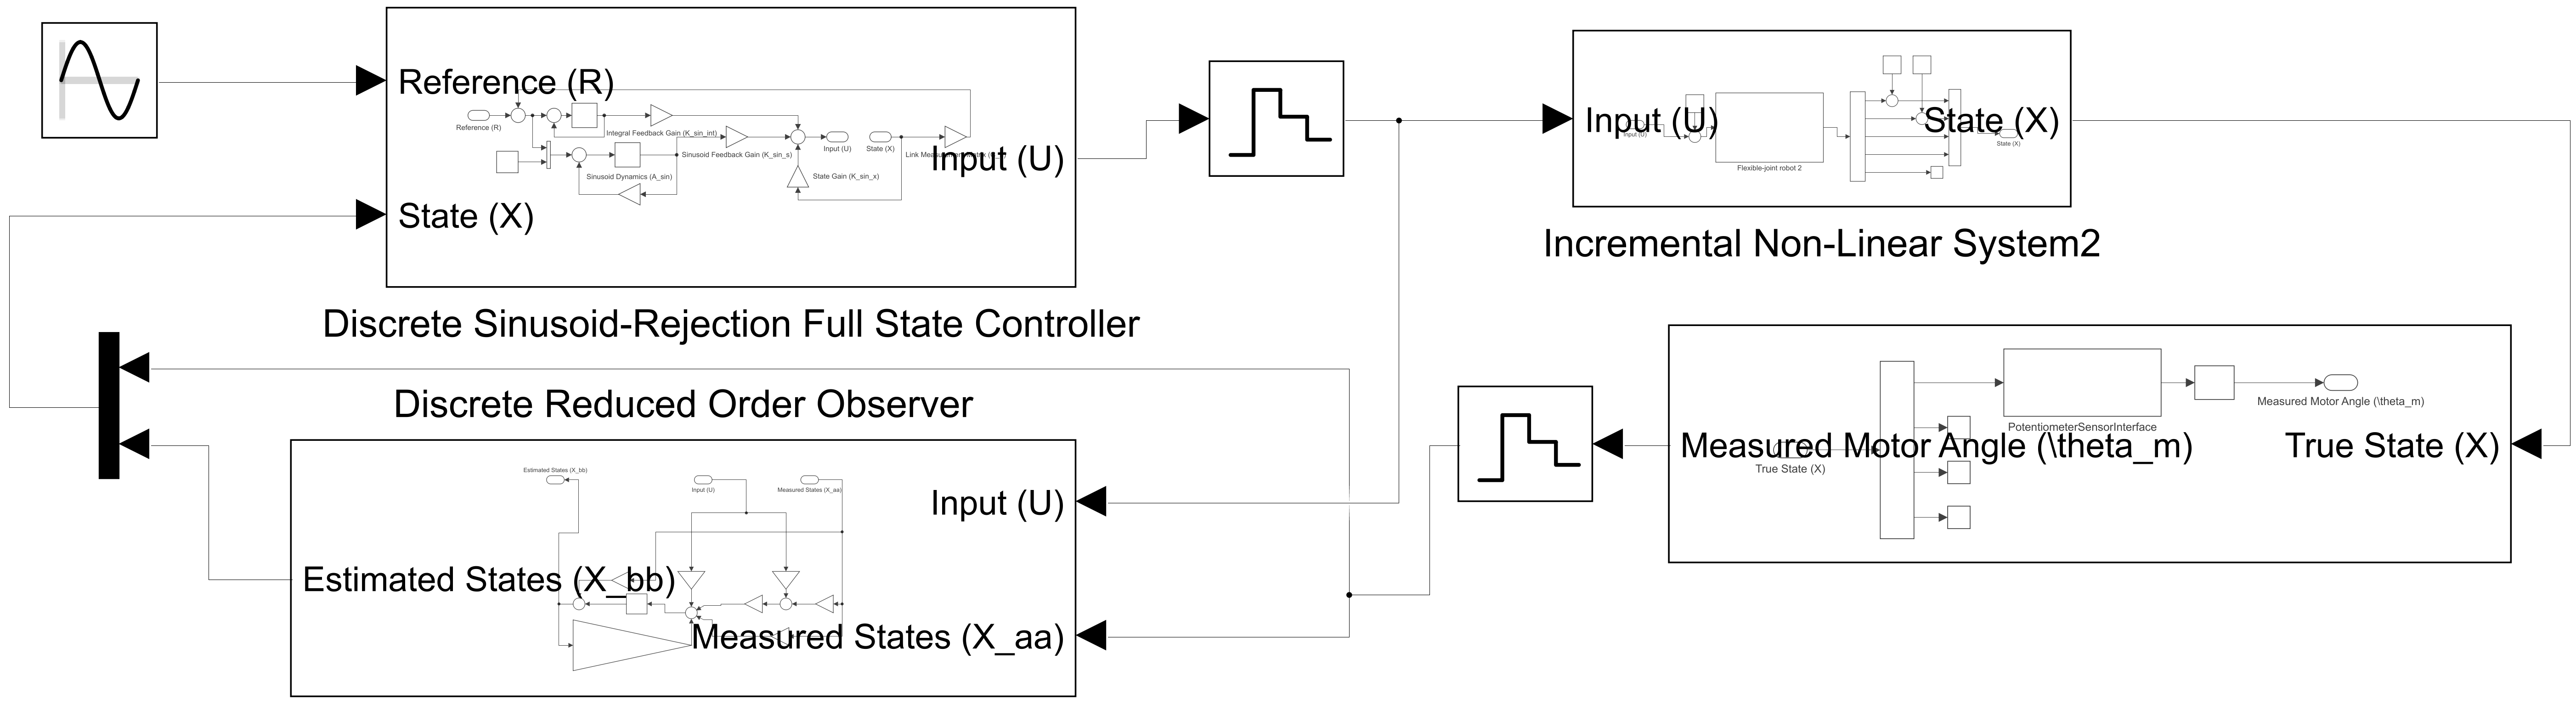 Reference (R)
Reference (R)
Integral Feedback Gain (K_sin_int)
Sinusoid Feedback Gain (K_sin_s)
Input (U)
State (X)
Input (U)
Sinusoid Dynamics (A_sin)
State Gain (K_sin_x)
State (X)
Discrete Sinusoid-Rejection Full State Controller
Input (U)
Input (U)
State (X)
State (X)
Flexible-joint robot 2
Incremental Non-Linear System2
Measured Motor Angle (\theta_m)
PotentiometerSensorInterface
Measured Motor Angle (\theta_m)
True State (X)
True State (X)
Discrete Reduced Order Observer
Estimated States (X_bb)
Input (U)
Measured States (X_aa)
Input (U)
Estimated States (X_bb)
Measured States (X_aa)